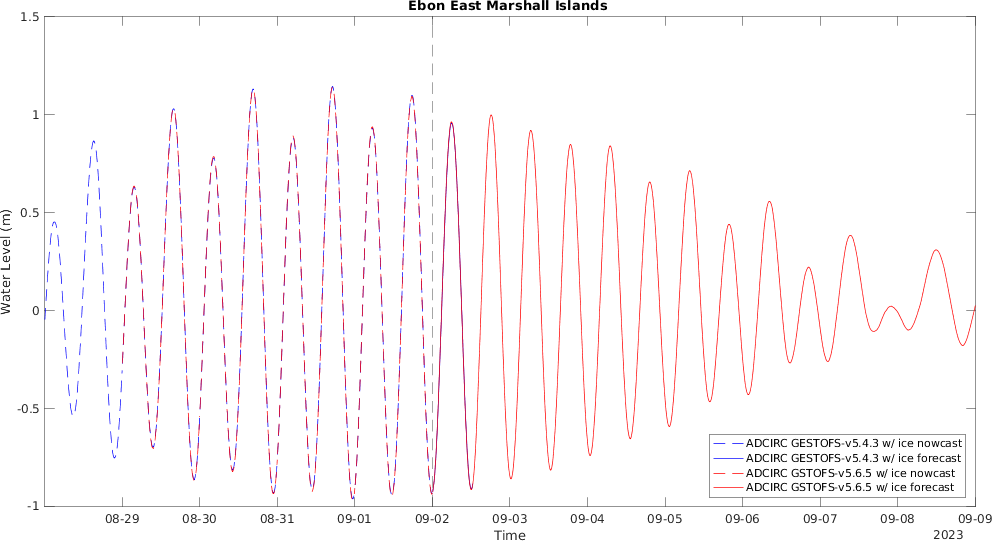 Ebon East Marshall Islands
1.5
1
0.5
0
-0.5
-1
Water Level (m)
ADCIRC GESTOFS-v5.4.3 w/ ice nowcast
ADCIRC GESTOFS-v5.4.3 w/ ice forecast
ADCIRC GSTOFS-v5.6.5 w/ ice nowcast
ADCIRC GSTOFS-v5.6.5 w/ ice forecast
08-29 08-30 08-31 09-01 09-02 09-03 09-04 09-05 09-06 09-07 09-08 09-09
Time
2023